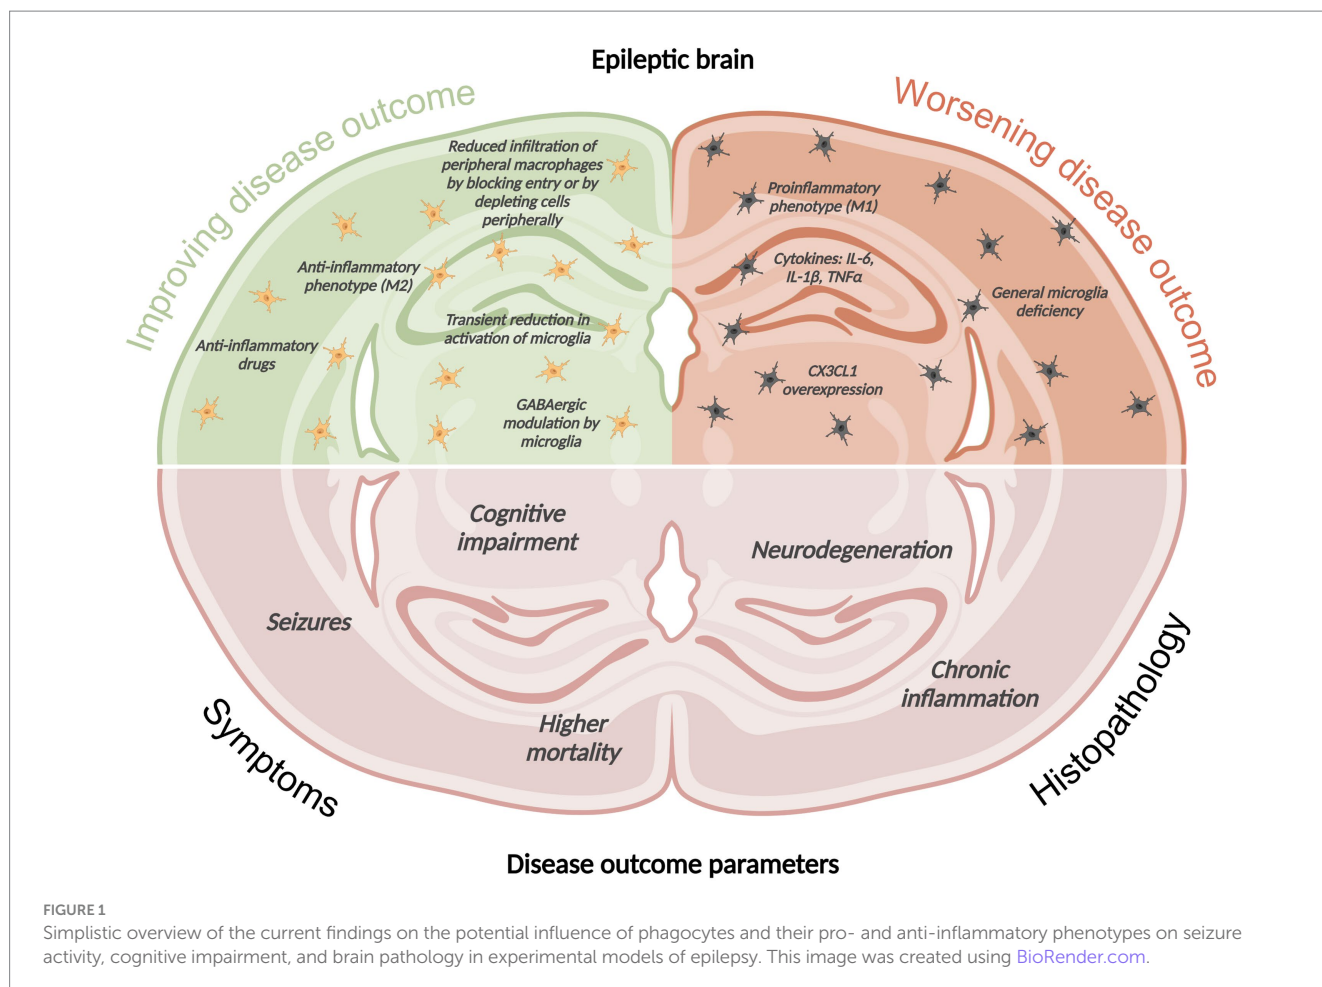 Epileptic brain
Improving disease outcome
Worsening disease outcome
Reduced infiltration of
peripheral macrophages
by blocking entry or by
depleting cells
peripherally
Anti-inflammatory
phenotype (M2)
Transient reduction in
activation of microglia
Anti-inflammatory
drugs
GABAergic
modulation by
microglia
Proinflammatory
phenotype (M1)
Cytokines: IL-6,
IL-1β, TNFα
General microglia
deficiency
CX3CL1
overexpression
Cognitive
impairment
Seizures
Higher
mortality
Neurodegeneration
Chronic
inflammation
Symptoms
Histopathology
Disease outcome parameters
FIGURE 1
Simplistic overview of the current findings on the potential influence of phagocytes and their pro- and anti-inflammatory phenotypes on seizure
activity, cognitive impairment, and brain pathology in experimental models of epilepsy. This image was created using BioRender.com.